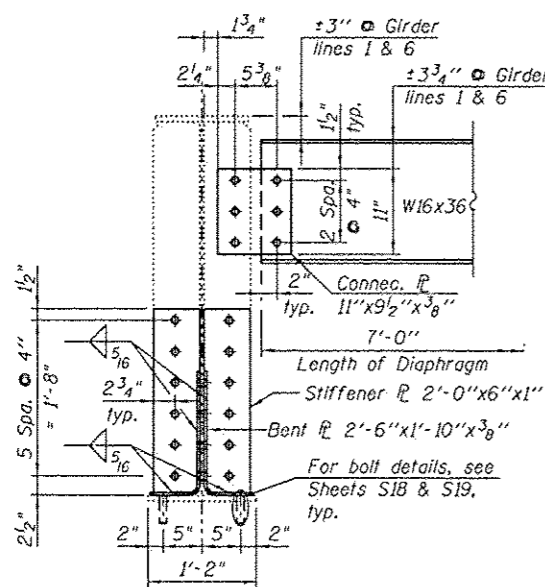 1 3/4"
±3" @ Girder
lines 1 & 6
2 1/4"
5 3/8"
±3 3/4" @ Girder
lines 1 & 6
1 1/2"
typ.
2 Spa.
@ 4"
11"
W16x36
2"
typ.
Connec. ℙ
11"x9 1/2"x3/8"
7'-0"
Length of Diaphragm
1 1/2"
5 Spa. @ 4"
= 1'-8"
2 1/2"
5/16
2 3/4"
typ.
5/16
Stiffener ℙ 2'-0"x6"x1"
Bent ℙ 2'-6"x1'-10"x3/8"
For bolt details, see
Sheets S18 & S19,
typ.
2" 5" 5" 2"
1'-2"